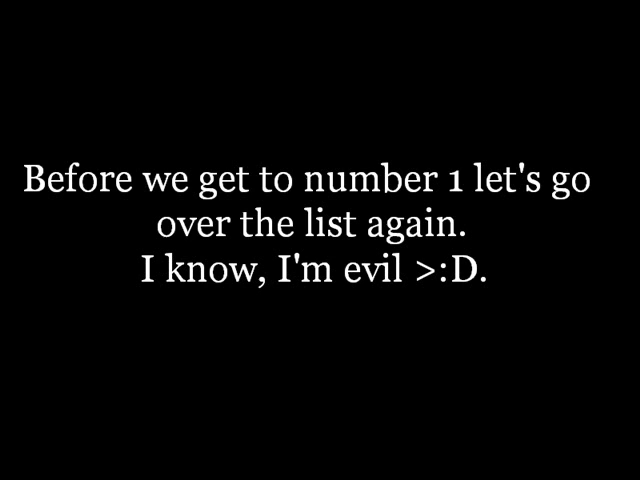 Before we get to number 1 let's go
over the list again.
I know, I'm evil >:D.